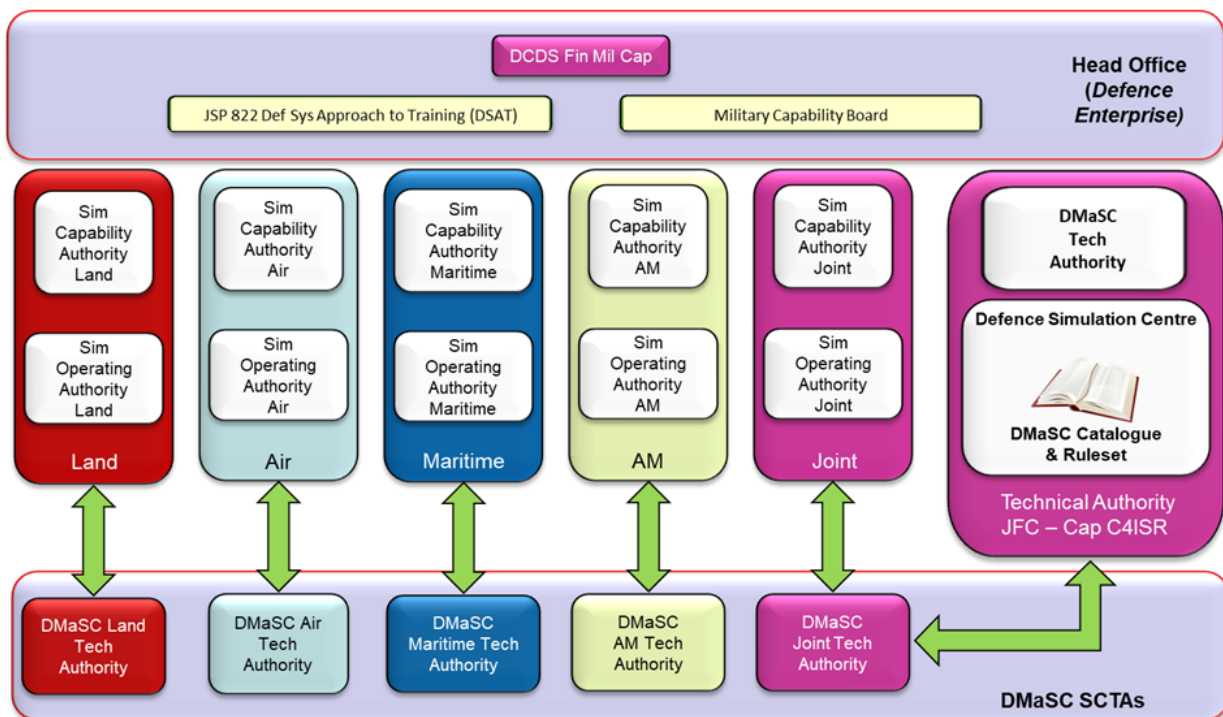 DCDS Fin Mil Cap
Head Office
(Defence
Enterprise)
JSP 822 Def Sys Approach to Training (DSAT)
Military Capability Board
Sim
Capability
Authority
Land
Sim
Operating
Authority
Land
Land
Sim
Capability
Authority
Air
Sim
Operating
Authority
Air
Air
Sim
Capability
Authority
Maritime
Sim
Operating
Authority
Maritime
Maritime
Sim
Capability
Authority
AM
Sim
Operating
Authority
AM
AM
Sim
Capability
Authority
Joint
Sim
Operating
Authority
Joint
Joint
DMaSC
Tech
Authority
Defence Simulation Centre
DMaSC Catalogue
& Ruleset
Technical Authority
JFC – Cap C4ISR
DMaSC Land
Tech
Authority
DMaSC Air
Tech
Authority
DMaSC
Maritime Tech
Authority
DMaSC
AM Tech
Authority
DMaSC
Joint Tech
Authority
DMaSC SCTAs